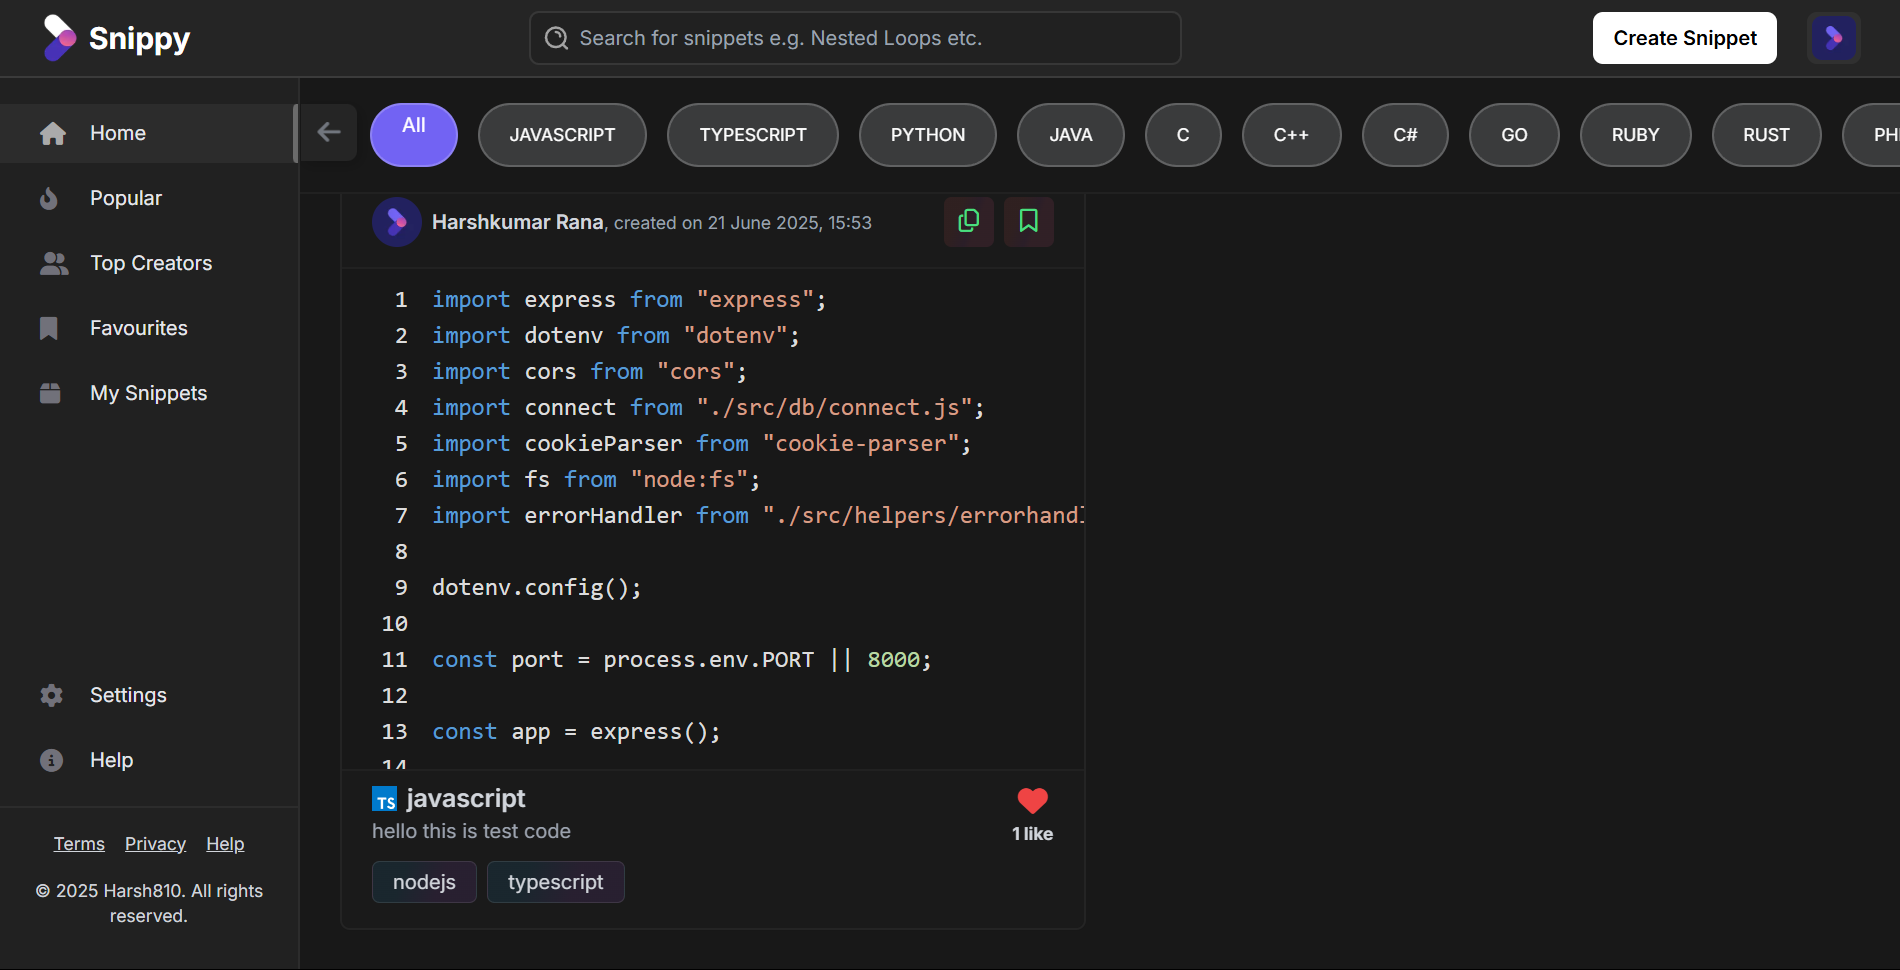 Snippy
Search for snippets e.g. Nested Loops etc.
Create Snippet
Home
Popular
Top Creators
Favourites
My Snippets
Settings
Help
Terms Privacy Help
© 2025 Harsh810. All rights
reserved.
All JAVASCRIPT TYPESCRIPT PYTHON JAVA C C++ C# GO RUBY RUST PH
Harshkumar Rana, created on 21 June 2025, 15:53
1 import express from "express";
2 import dotenv from "dotenv";
3 import cors from "cors";
4 import connect from "./src/db/connect.js";
5 import cookieParser from "cookie-parser";
6 import fs from "node:fs";
7 import errorHandler from "./src/helpers/errorhandl
8
9 dotenv.config();
10
11 const port = process.env.PORT || 8000;
12
13 const app = express();
14
TS javascript
hello this is test code
1 like
nodejs typescript